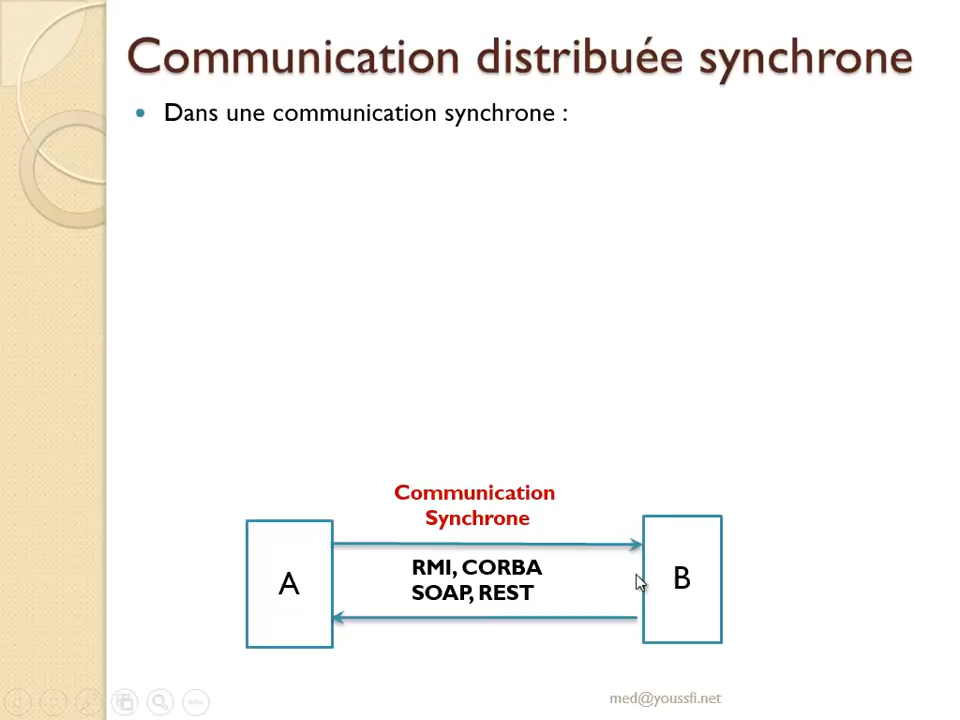 Communication distribuée synchrone
Dans une communication synchrone :
Communication
Synchrone
RMI, CORBA
SOAP, REST
A
B
med@youssfi.net